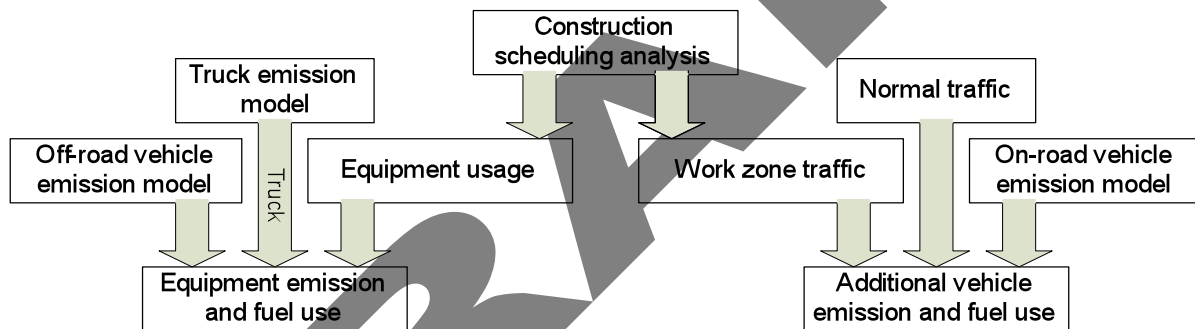 Construction
scheduling analysis
Truck emission
model
Normal traffic
Off-road vehicle
emission model
Truck
Equipment usage
Work zone traffic
On-road vehicle
emission model
Equipment emission
and fuel use
Additional vehicle
emission and fuel use